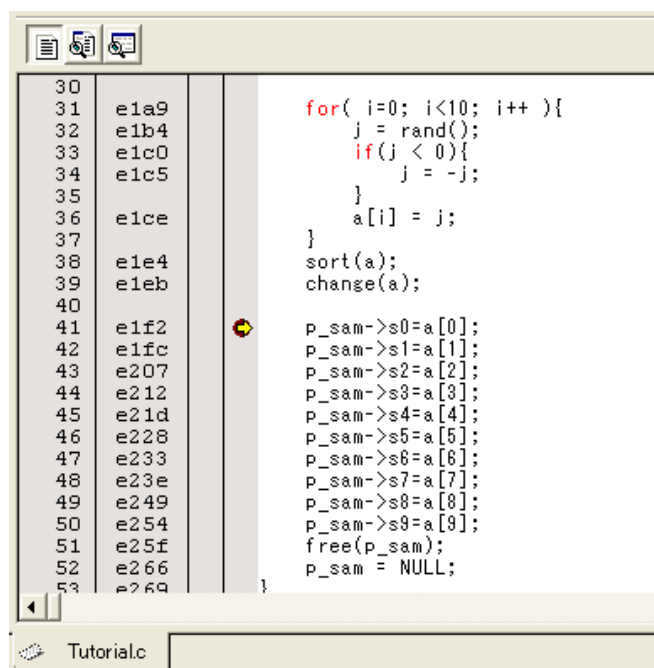 30
31 e1a9 for( i=0; i<10; i++ ){
32 e1b4 j = rand();
33 e1c0 if(j < 0){
34 e1c5 j = -j;
35 }
36 e1ce a[i] = j;
37 }
38 e1e4 sort(a);
39 e1eb change(a);
40
41 e1f2 p_sam->s0=a[0];
42 e1fc p_sam->s1=a[1];
43 e207 p_sam->s2=a[2];
44 e212 p_sam->s3=a[3];
45 e21d p_sam->s4=a[4];
46 e228 p_sam->s5=a[5];
47 e233 p_sam->s6=a[6];
48 e23e p_sam->s7=a[7];
49 e249 p_sam->s8=a[8];
50 e254 p_sam->s9=a[9];
51 e25f free(p_sam);
52 e266 p_sam = NULL;
53 e269 }
Tutorial.c